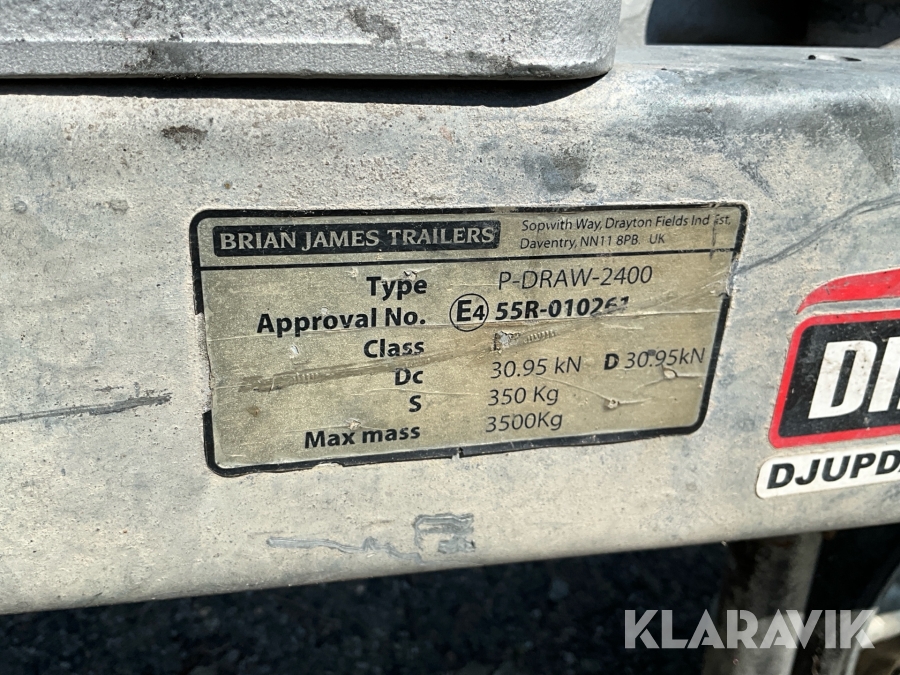 BRIAN JAMES TRAILERS
Sopwith Way, Drayton Fields Ind Est,
Daventry, NN11 8PB. UK
Type P-DRAW-2400
Approval No. E4 55R-010261
Class
Dc 30.95 kN D 30.95kN
S 350 Kg
Max mass 3500Kg
KLARAVIK